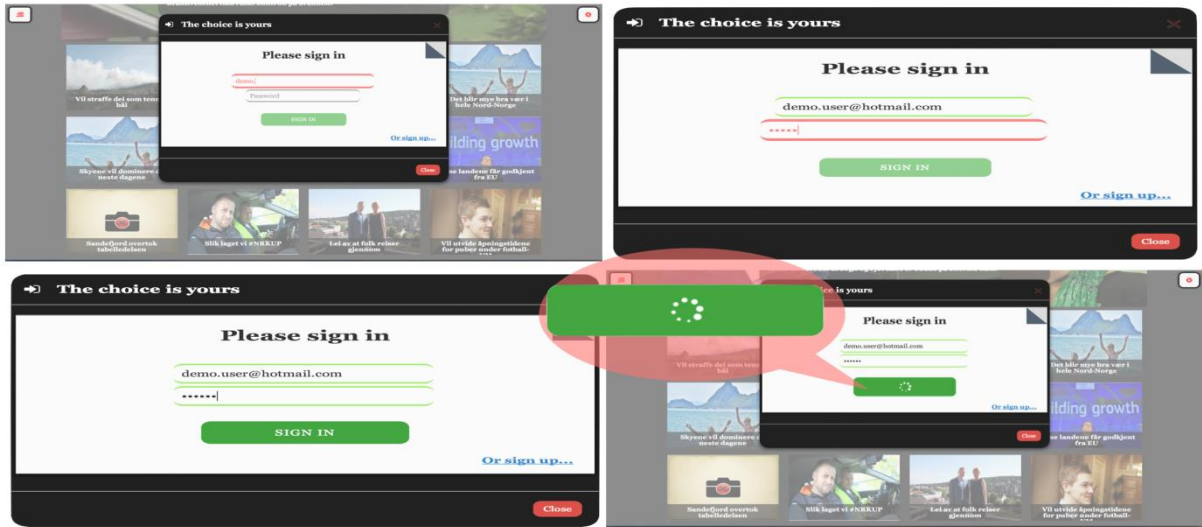 The choice is yours
Please sign in
demo
Password
SIGN IN
Or sign up...
Close
Vil straffe dei som tenn
bål
Det blir mye bra vær i
hele Nord-Norge
Skyene vil dominere
neste dagene
ilding growth
se landene får godkjent
fra EU
Sandefjord overtok
tabelledelsen
Slik laget vi #NRKUP
Lei av at folk reiser
gjennom
Vil utvide åpningstidene
for puber under fotball-
The choice is yours
Please sign in
demo.user@hotmail.com
SIGN IN
Or sign up...
Close
The choice is yours
Please sign in
demo.user@hotmail.com
SIGN IN
Or sign up...
Close
is yours
Please sign in
demo.user@hotmail.com
Or sign up...
Close
Vil straffe dei som tenn
bål
Det blir mye bra vær i
hele Nord-Norge
Skyene vil dominere
neste dagene
ilding growth
se landene får godkjent
fra EU
Sandefjord overtok
tabelledelsen
Slik laget vi #NRKUP
Lei av at folk reiser
gjennom
Vil utvide åpningstidene
for puber under fotball-